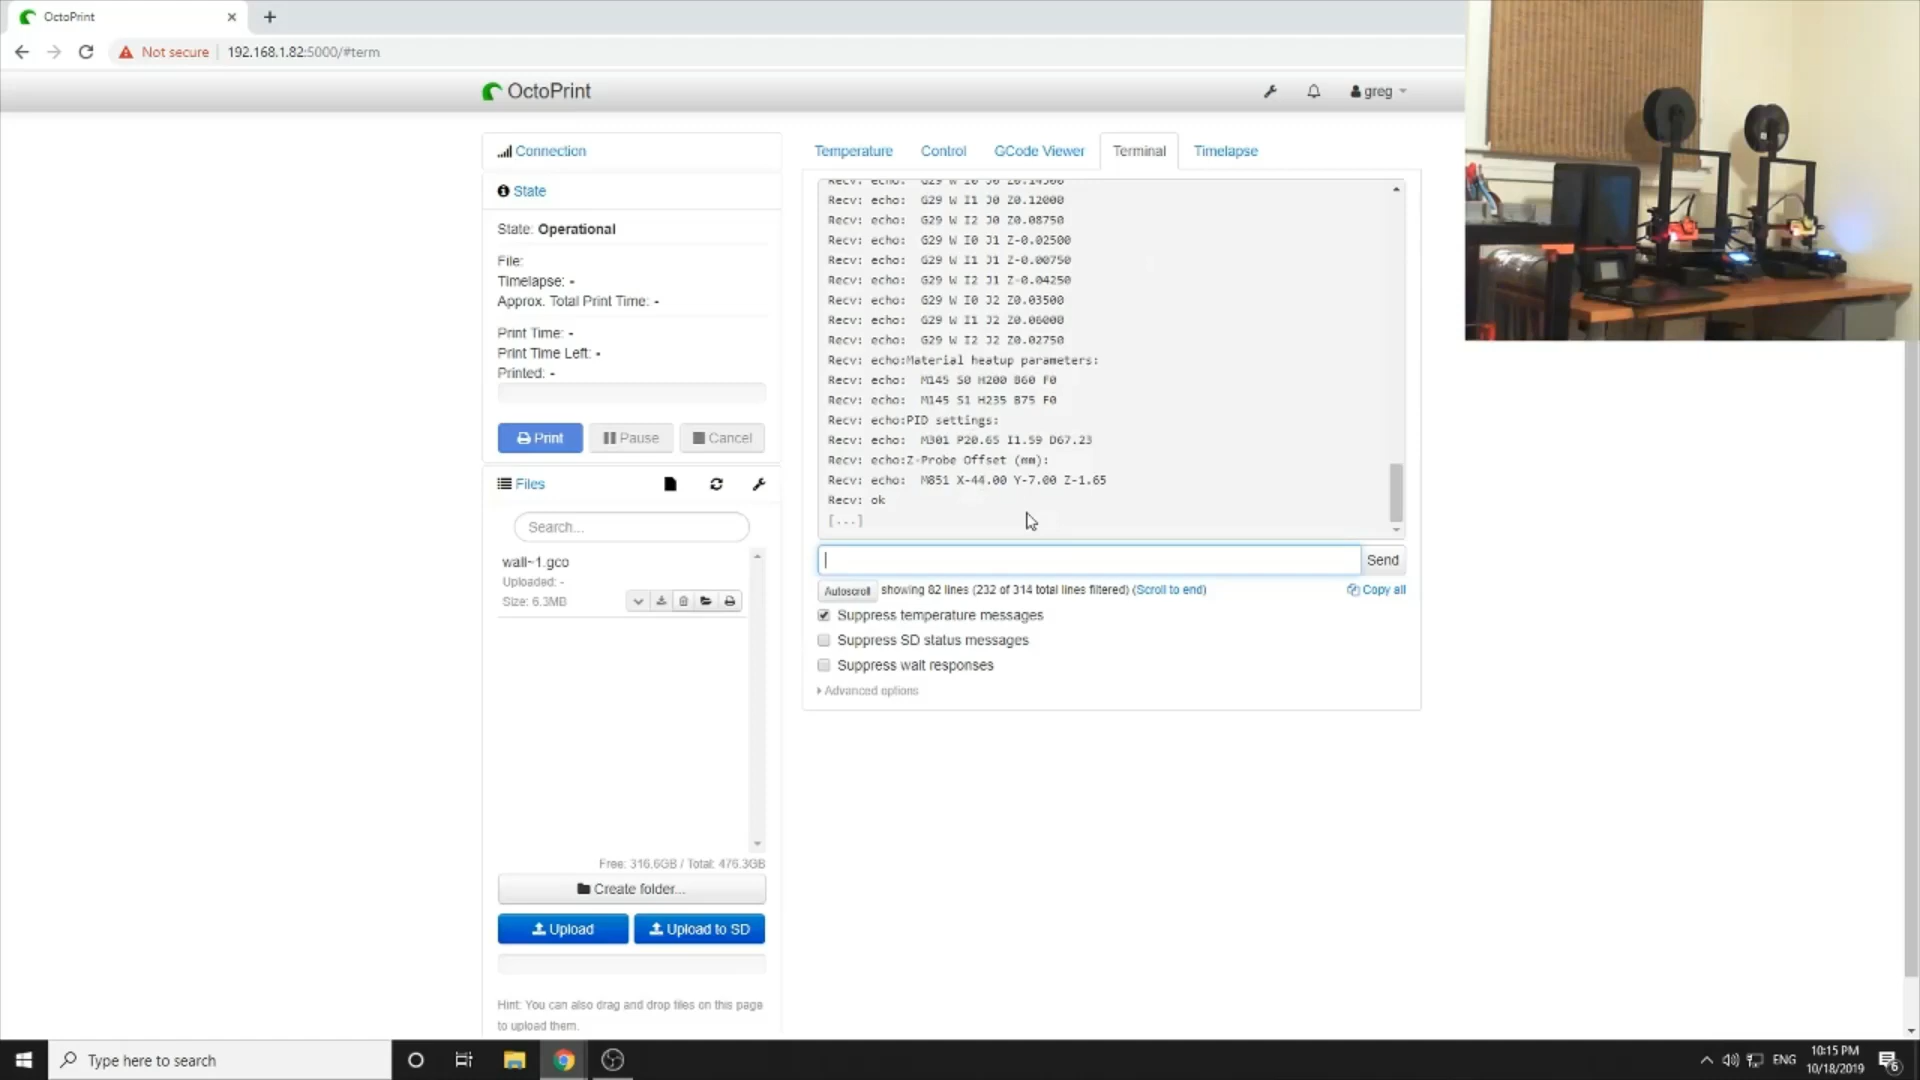 OctoPrint
Not secure
192.168.1.82:5000/#term
OctoPrint
greg
Connection
State
State: Operational
File:
Timelapse: -
Approx. Total Print Time: -
Print Time: -
Print Time Left: -
Printed: -
Print
Pause
Cancel
Files
Search...
wall~1.gco
Uploaded: -
Size: 6.3MB
Free: 316.6GB / Total: 476.3GB
Create folder...
Upload
Upload to SD
Hint: You can also drag and drop files on this page
to upload them.
Temperature
Control
GCode Viewer
Terminal
Timelapse
Recv: echo:  G29 W I0 J0 Z0.14500
Recv: echo:  G29 W I1 J0 Z0.12000
Recv: echo:  G29 W I2 J0 Z0.08750
Recv: echo:  G29 W I0 J1 Z-0.02500
Recv: echo:  G29 W I1 J1 Z-0.00750
Recv: echo:  G29 W I2 J1 Z-0.04250
Recv: echo:  G29 W I0 J2 Z0.03500
Recv: echo:  G29 W I1 J2 Z0.06000
Recv: echo:  G29 W I2 J2 Z0.02750
Recv: echo:Material heatup parameters:
Recv: echo:  M145 S0 H200 B60 F0
Recv: echo:  M145 S1 H235 B75 F0
Recv: echo:PID settings:
Recv: echo:  M301 P20.65 I1.59 D67.23
Recv: echo:Z-Probe Offset (mm):
Recv: echo:  M851 X-44.00 Y-7.00 Z-1.65
Recv: ok
[...]
Send
Autoscroll
showing 82 lines (232 of 314 total lines filtered) (Scroll to end)
Copy all
Suppress temperature messages
Suppress SD status messages
Suppress wait responses
Advanced options
Type here to search
ENG
10:15 PM
10/18/2019
6